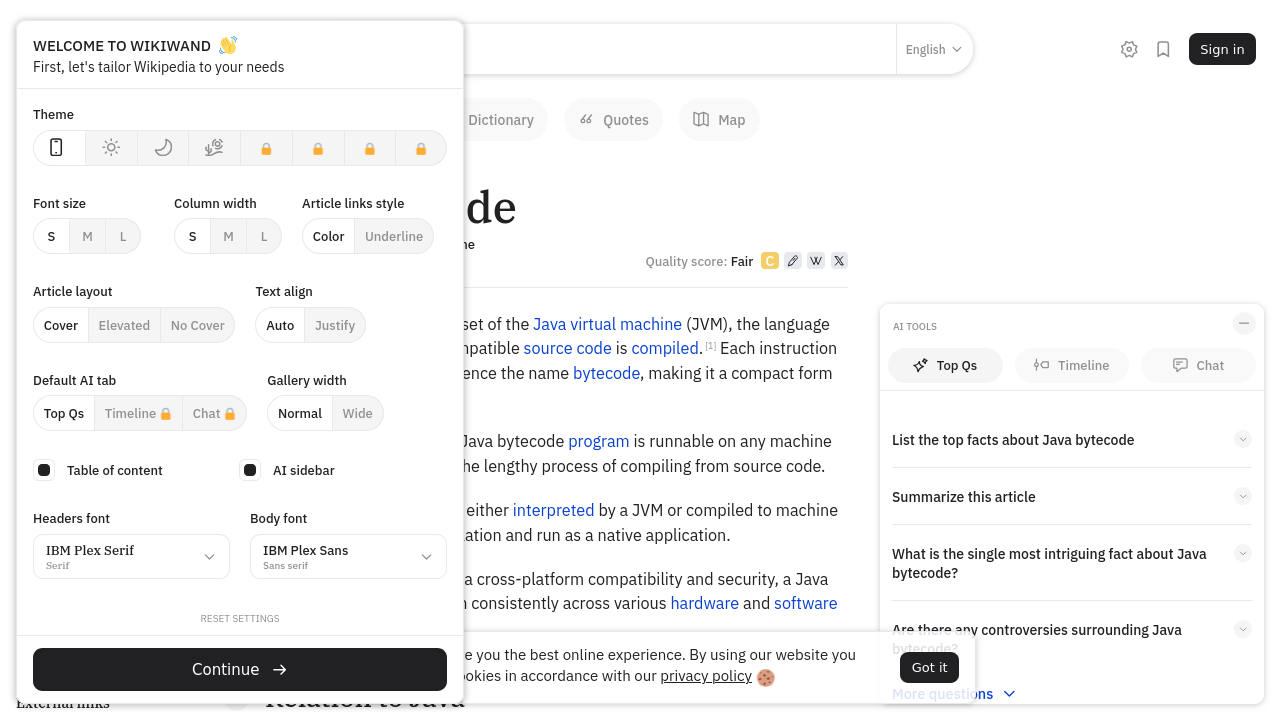 WELCOME TO WIKIWAND 👋
First, let's tailor Wikipedia to your needs
Theme
Font size
S M L
Column width
S M L
Article links style
Color Underline
Article layout
Cover Elevated No Cover
Text align
Auto Justify
Default AI tab
Top Qs Timeline 🔒 Chat 🔒
Gallery width
Normal Wide
Table of content
AI sidebar
Headers font
IBM Plex Serif
Serif
Body font
IBM Plex Sans
Sans serif
RESET SETTINGS
Continue →
English
Sign in
Dictionary
Quotes
Map
de
ne
Quality score: Fair C W X
set of the Java virtual machine (JVM), the language
source code is compiled.[1] Each instruction
ence the name bytecode, making it a compact form
Java bytecode program is runnable on any machine
he lengthy process of compiling from source code.
either interpreted by a JVM or compiled to machine
ation and run as a native application.
a cross-platform compatibility and security, a Java
n consistently across various hardware and software
AI TOOLS
Top Qs
Timeline
Chat
List the top facts about Java bytecode
Summarize this article
What is the single most intriguing fact about Java
bytecode?
Are there any controversies surrounding Java
bytecode?
More questions
e you the best online experience. By using our website you
okies in accordance with our privacy policy 🍪
Got it
External links
Relation to Java